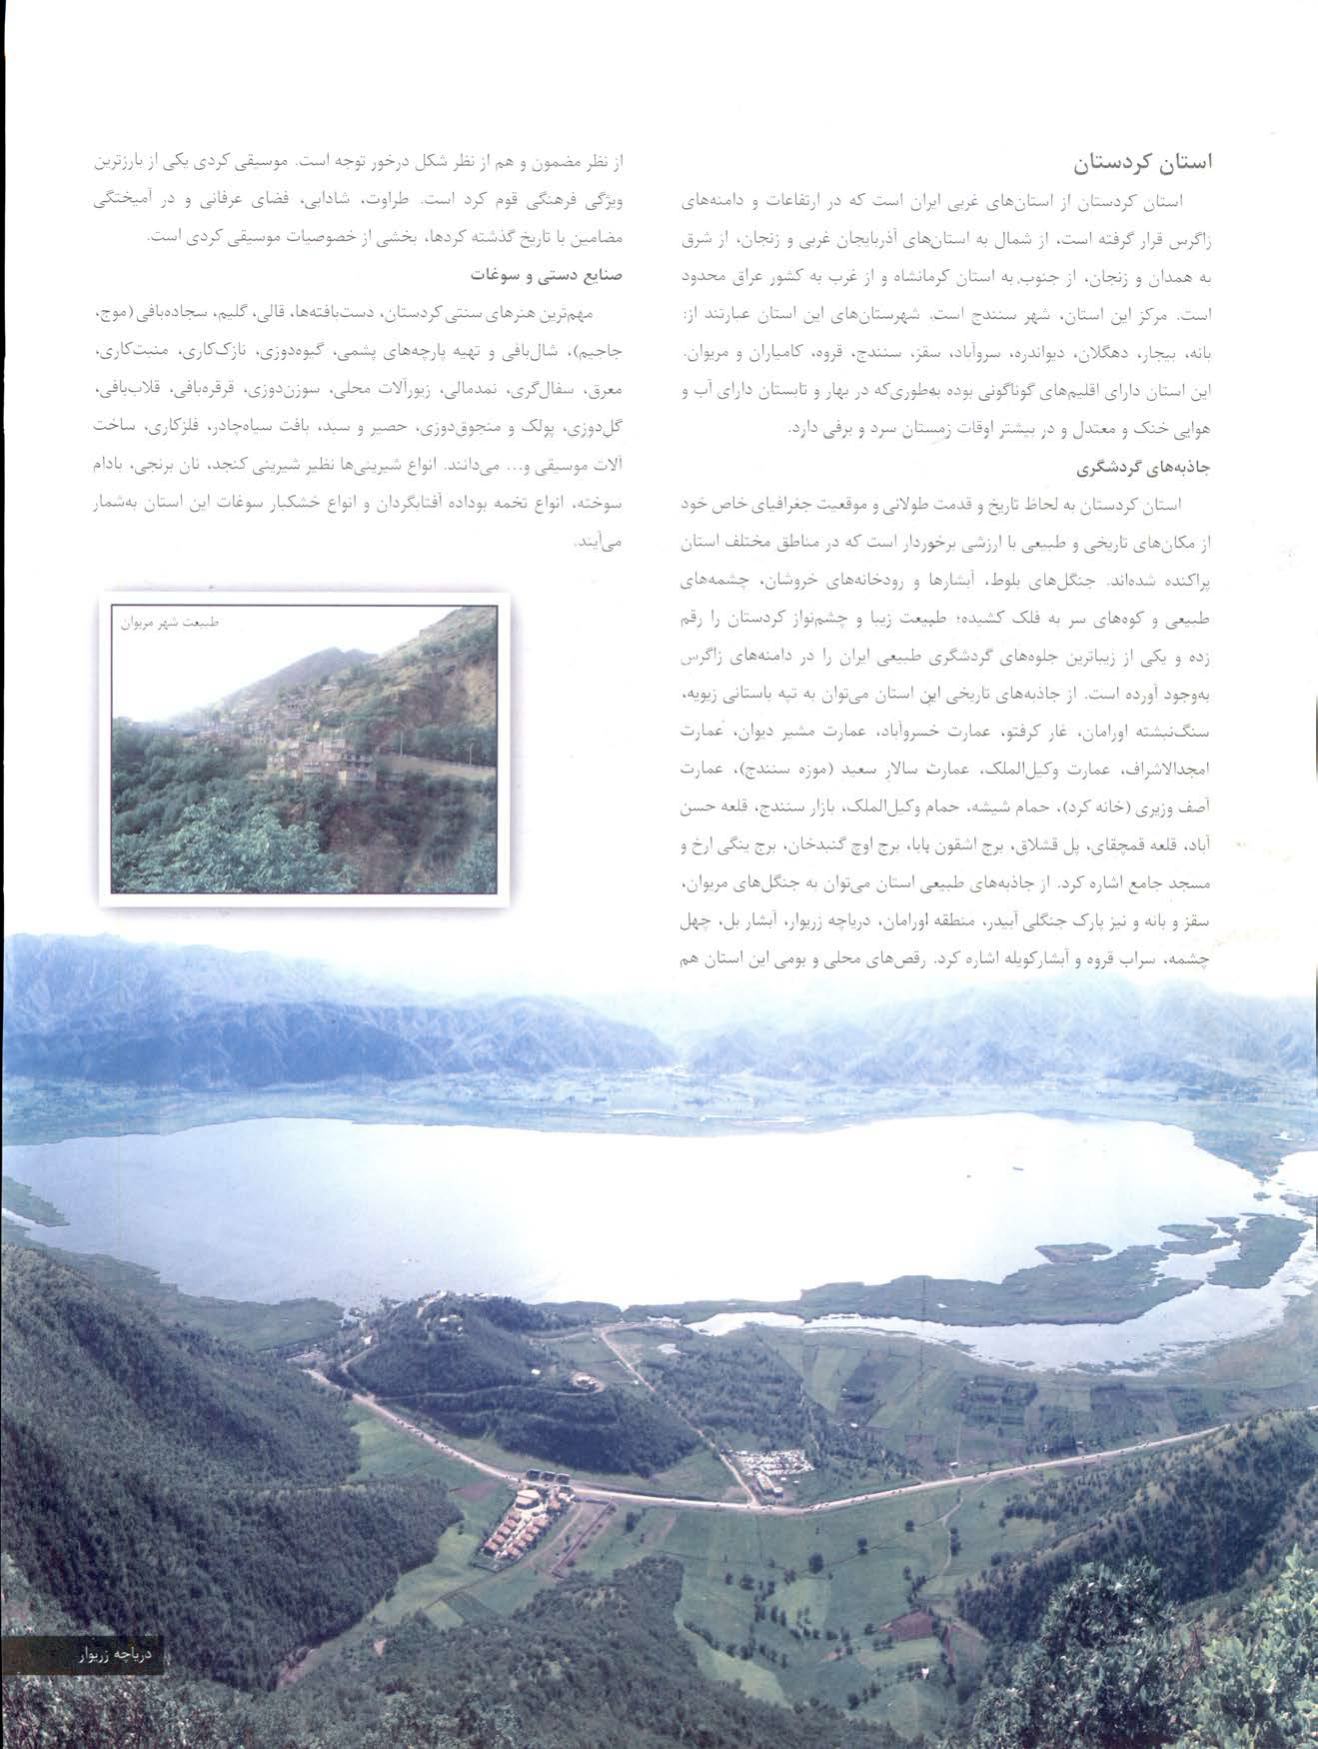 استان کردستان
استان کردستان از استان‌های غربی ایران است که در ارتفاعات و دامنه‌های
زاگرس قرار گرفته است، از شمال به استان‌های آذربایجان غربی و زنجان، از شرق
به همدان و زنجان، از جنوب به استان کرمانشاه و از غرب به کشور عراق محدود
است. مرکز این استان، شهر سنندج است. شهرستان‌های این استان عبارتند از:
بانه، بیجار، دهگلان، دیواندره، سروآباد، سقز، سنندج، قروه، کامیاران و مریوان.
این استان دارای اقلیم‌های گوناگونی بوده به‌طوری‌که در بهار و تابستان دارای آب و
هوایی خنک و معتدل و در بیشتر اوقات زمستان سرد و برفی دارد.
جاذبه‌های گردشگری
استان کردستان به لحاظ تاریخ و قدمت طولانی و موقعیت جغرافیای خاص خود
از مکان‌های تاریخی و طبیعی با ارزشی برخوردار است که در مناطق مختلف استان
پراکنده شده‌اند. جنگل‌های بلوط، آبشارها و رودخانه‌های خروشان، چشمه‌های
طبیعی و کوه‌های سر به فلک کشیده؛ طبیعت زیبا و چشم‌نواز کردستان را رقم
زده و یکی از زیباترین جلوه‌های گردشگری طبیعی ایران را در دامنه‌های زاگرس
به‌وجود آورده است. از جاذبه‌های تاریخی این استان می‌توان به تپه باستانی زیویه،
سنگ‌نبشته اورامان، غار کرفتو، عمارت خسروآباد، عمارت مشیر دیوان، عمارت
امجدالاشراف، عمارت وکیل‌الملک، عمارت سالار سعید (موزه سنندج)، عمارت
آصف وزیری (خانه کرد)، حمام شیشه، حمام وکیل‌الملک، بازار سنندج، قلعه حسن
آباد، قلعه قمچقای، پل قشلاق، برج اشقون بابا، برج اوچ گنبدخان، برج ینگی ارخ و
مسجد جامع اشاره کرد. از جاذبه‌های طبیعی استان می‌توان به جنگل‌های مریوان،
سقز و بانه و نیز پارک جنگلی آبیدر، منطقه اورامان، دریاچه زریوار، آبشار بل، چهل
چشمه، سراب قروه و آبشارکویله اشاره کرد. رقص‌های محلی و بومی این استان هم
از نظر مضمون و هم از نظر شکل درخور توجه است. موسیقی کردی یکی از بارزترین
ویژگی فرهنگی قوم کرد است. طراوت، شادابی، فضای عرفانی و در آمیختگی
مضامین با تاریخ گذشته کردها، بخشی از خصوصیات موسیقی کردی است.
صنایع دستی و سوغات
مهم‌ترین هنرهای سنتی کردستان، دست‌بافته‌ها، قالی، گلیم، سجاده‌بافی (موج،
جاجیم)، شال‌بافی و تهیه پارچه‌های پشمی، گیوه‌دوزی، نازک‌کاری، منبت‌کاری،
معرق، سفال‌گری، نمدمالی، زیورآلات محلی، سوزن‌دوزی، قرقره‌بافی، قلاب‌بافی،
گل‌دوزی، پولک و منجوق‌دوزی، حصیر و سبد، بافت سیاه‌چادر، فلزکاری، ساخت
آلات موسیقی و... می‌دانند. انواع شیرینی‌ها نظیر شیرینی کنجد، نان برنجی، بادام
سوخته، انواع تخمه بوداده آفتابگردان و انواع خشکبار سوغات این استان به‌شمار
می‌آیند.
طبیعت شهر مریوان
دریاچه زریوار